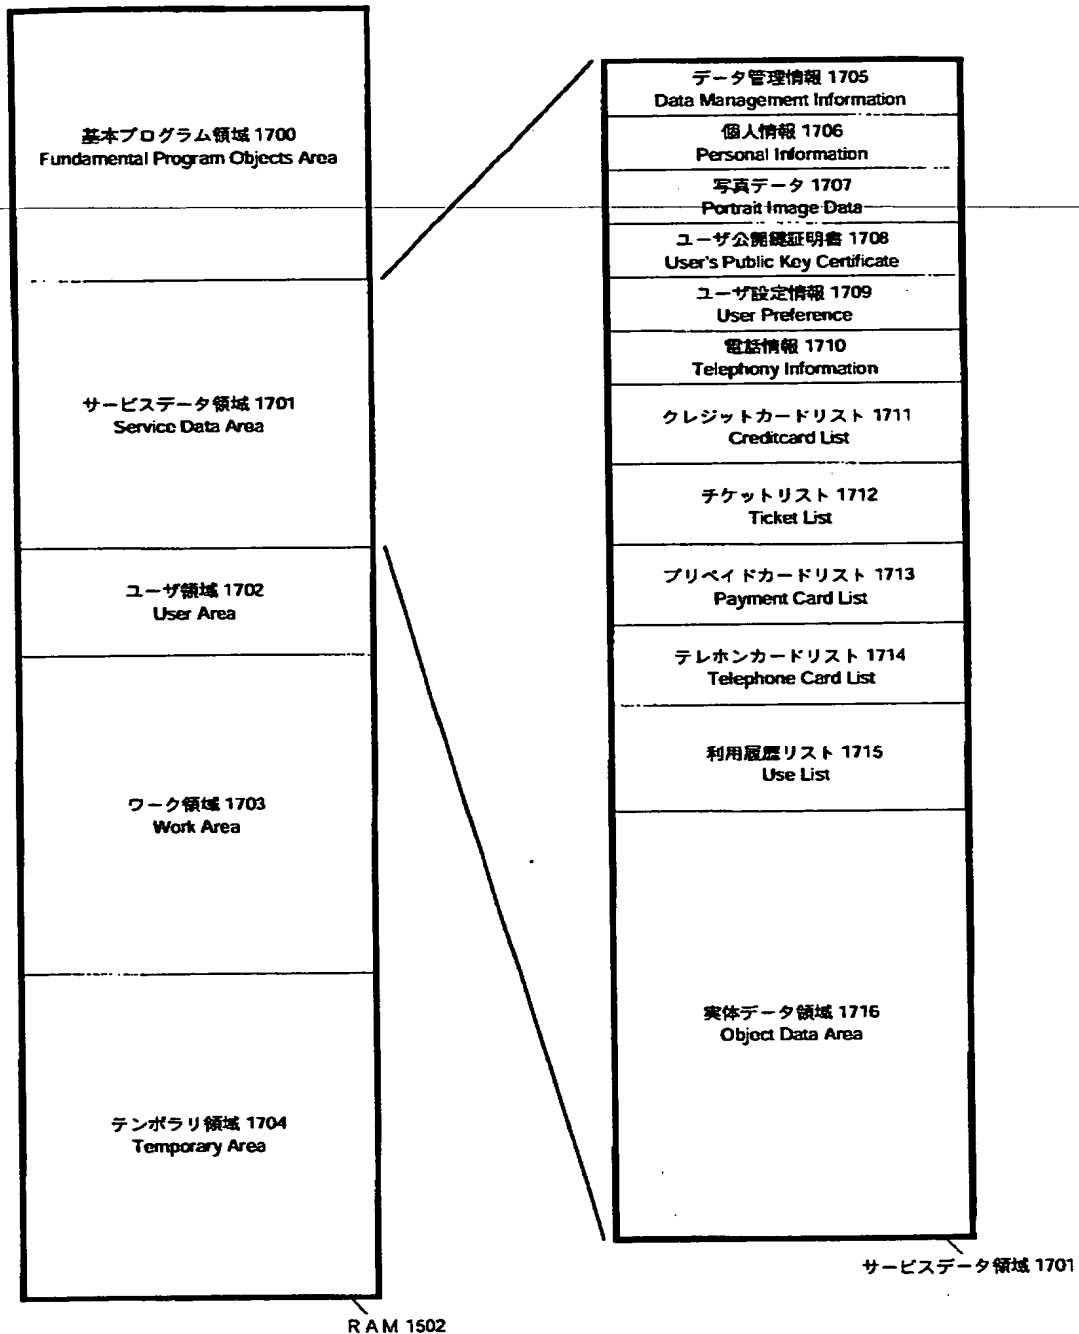 基本プログラム領域 1700
Fundamental Program Objects Area
サービスデータ領域 1701
Service Data Area
ユーザ領域 1702
User Area
ワーク領域 1703
Work Area
テンポラリ領域 1704
Temporary Area
RAM 1502
データ管理情報 1705
Data Management Information
個人情報 1706
Personal Information
写真データ 1707
Portrait Image Data
ユーザ公開鍵証明書 1708
User's Public Key Certificate
ユーザ設定情報 1709
User Preference
電話情報 1710
Telephony Information
クレジットカードリスト 1711
Creditcard List
チケットリスト 1712
Ticket List
プリペイドカードリスト 1713
Payment Card List
テレホンカードリスト 1714
Telephone Card List
利用履歴リスト 1715
Use List
実体データ領域 1716
Object Data Area
サービスデータ領域 1701